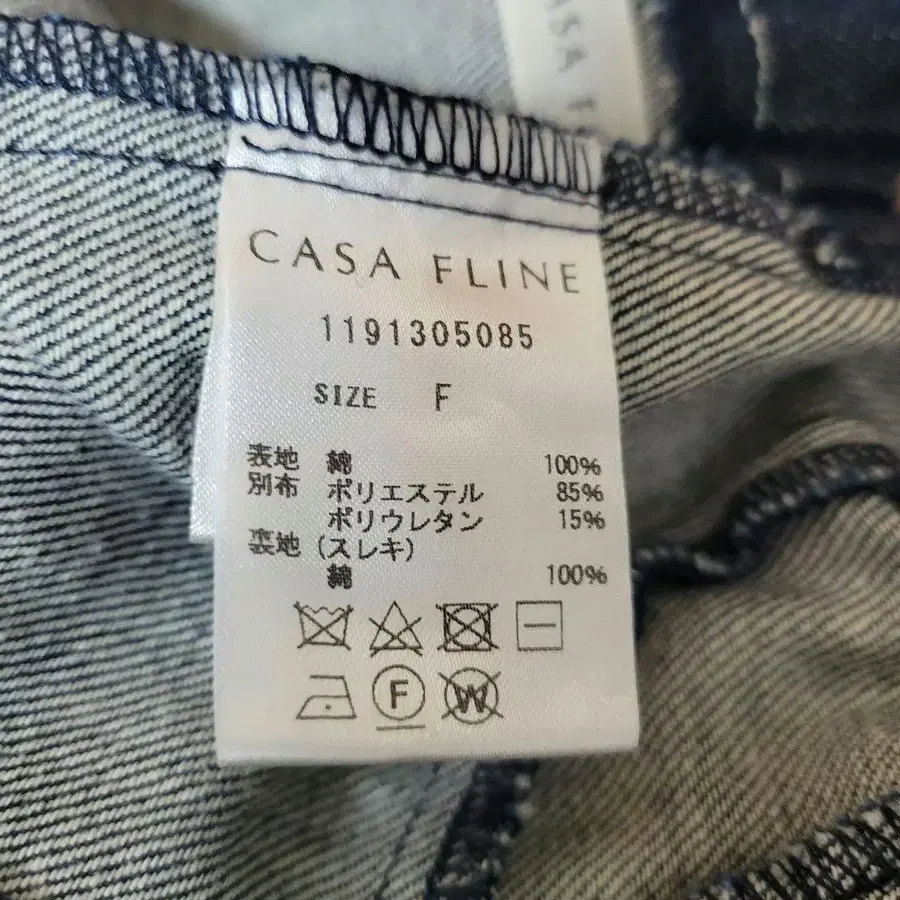 ASA
CASA FLINE
1191305085
SIZE F
表地 綿 100%
別布 ポリエステル 85%
ポリウレタン 15%
裏地 (スレキ)
綿 100%
F
W